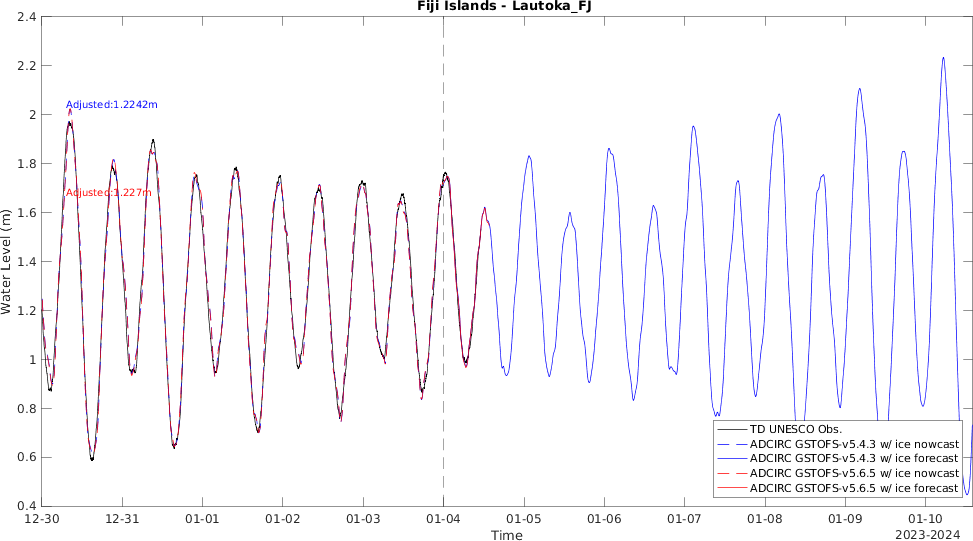 Fiji Islands - Lautoka_FJ
2.4
2.2
2
1.8
1.6
1.4
1.2
1
0.8
0.6
0.4
Water Level (m)
Adjusted:1.2242m
Adjusted:1.227m
TD UNESCO Obs.
ADCIRC GSTOFS-v5.4.3 w/ ice nowcast
ADCIRC GSTOFS-v5.4.3 w/ ice forecast
ADCIRC GSTOFS-v5.6.5 w/ ice nowcast
ADCIRC GSTOFS-v5.6.5 w/ ice forecast
12-30 12-31 01-01 01-02 01-03 01-04 01-05 01-06 01-07 01-08 01-09 01-10
2023-2024
Time